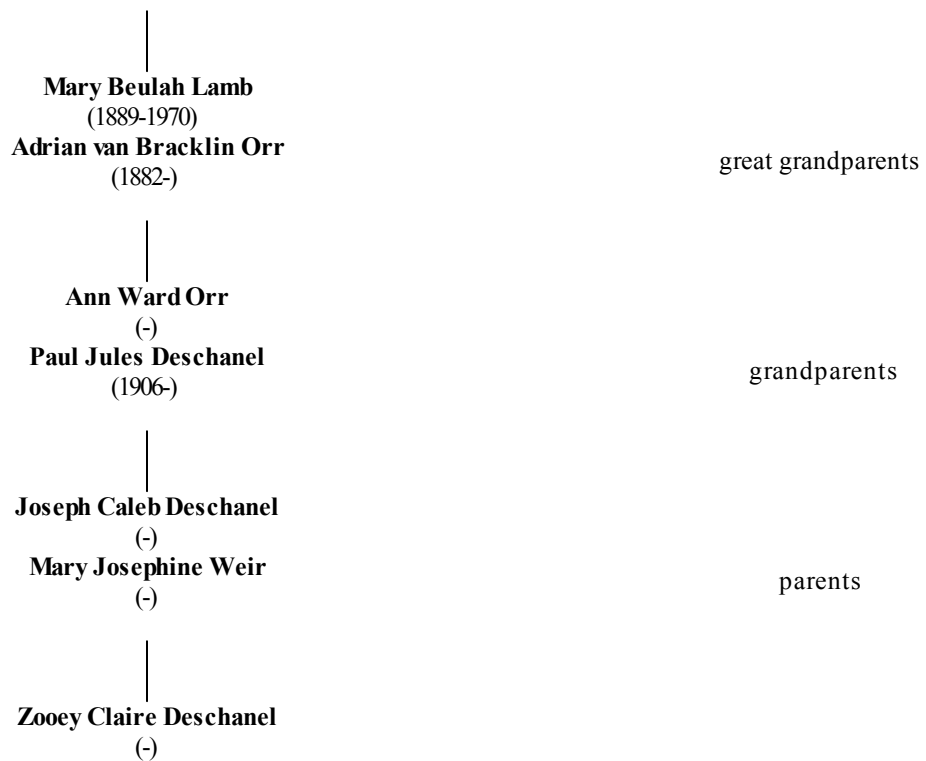 Mary Beulah Lamb
(1889-1970)
Adrian van Bracklin Orr
(1882-)
great grandparents
Ann Ward Orr
(-)
Paul Jules Deschanel
(1906-)
grandparents
Joseph Caleb Deschanel
(-)
Mary Josephine Weir
(-)
parents
Zooey Claire Deschanel
(-)